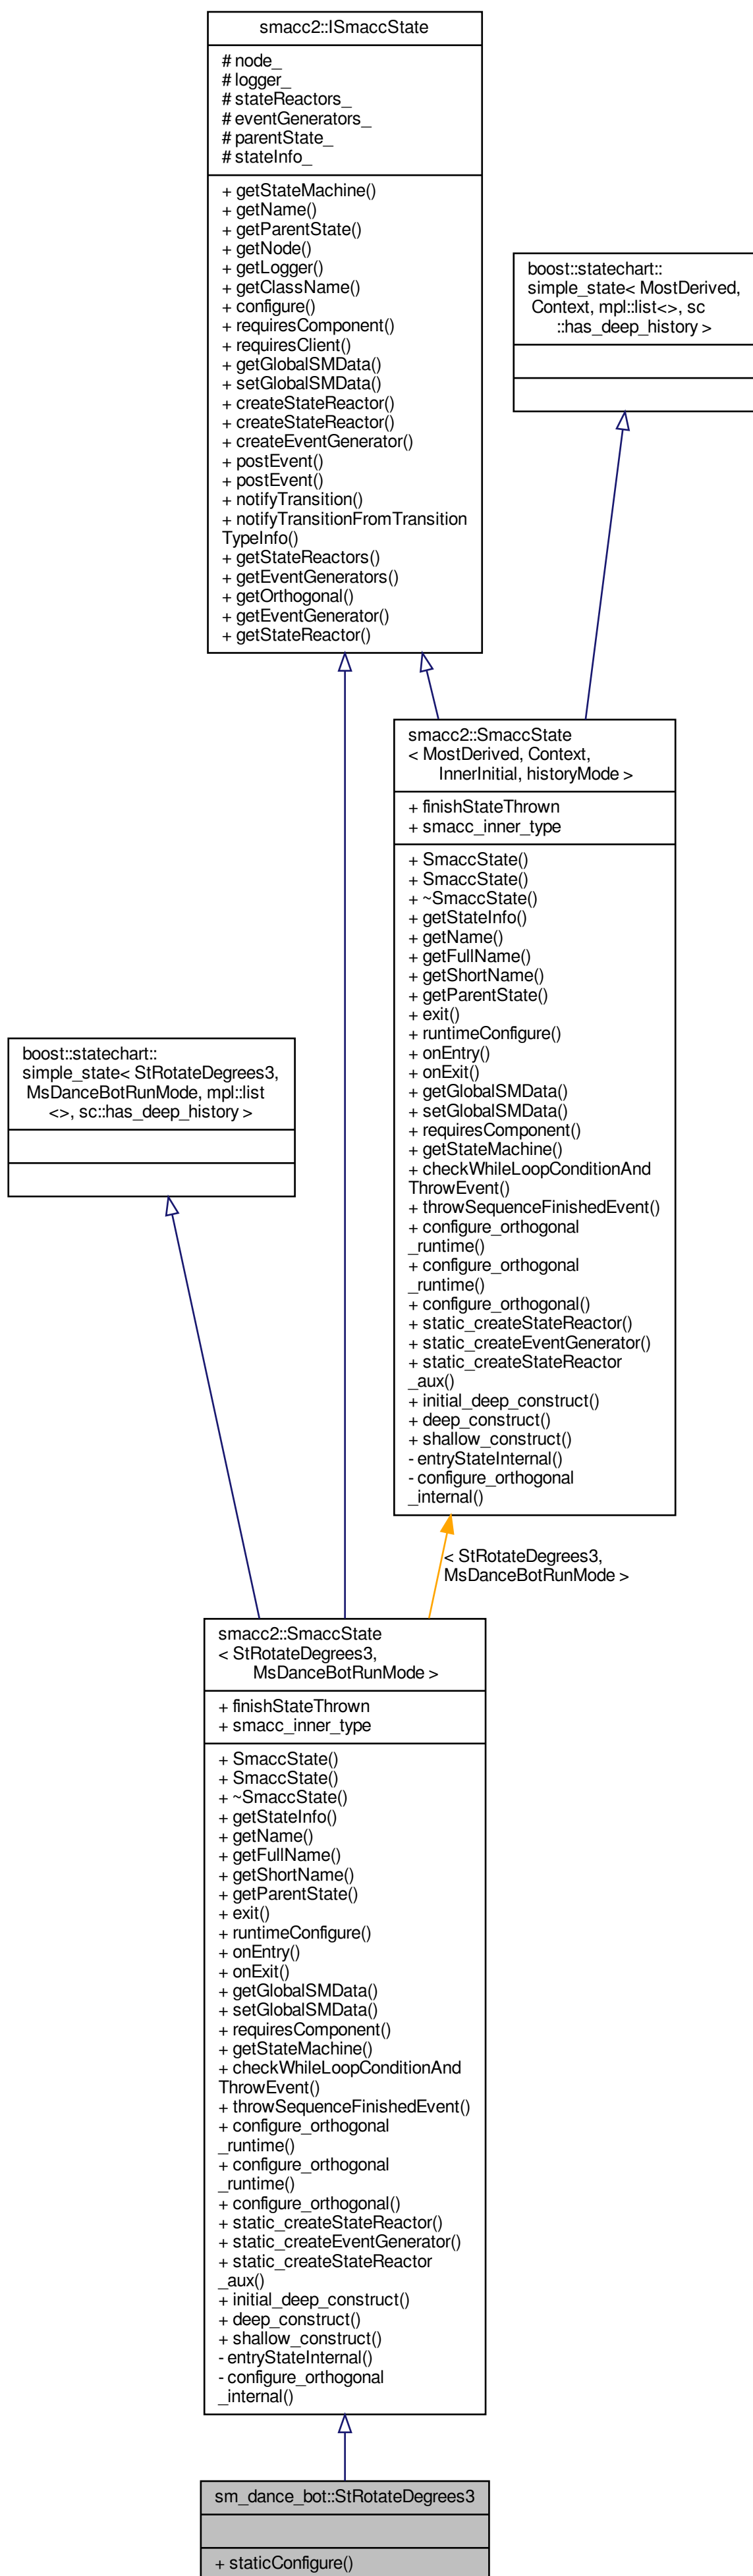 smacc2::ISmaccState
# node_
# logger_
# stateReactors_
# eventGenerators_
# parentState_
# stateInfo_
+ getStateMachine()
+ getName()
+ getParentState()
+ getNode()
+ getLogger()
+ getClassName()
+ configure()
+ requiresComponent()
+ requiresClient()
+ getGlobalSMData()
+ setGlobalSMData()
+ createStateReactor()
+ createStateReactor()
+ createEventGenerator()
+ postEvent()
+ postEvent()
+ notifyTransition()
+ notifyTransitionFromTransition
TypeInfo()
+ getStateReactors()
+ getEventGenerators()
+ getOrthogonal()
+ getEventGenerator()
+ getStateReactor()
boost::statechart::
simple_state< MostDerived,
Context, mpl::list<>, sc
::has_deep_history >
smacc2::SmaccState
< MostDerived, Context,
InnerInitial, historyMode >
+ finishStateThrown
+ smacc_inner_type
+ SmaccState()
+ SmaccState()
+ ~SmaccState()
+ getStateInfo()
+ getName()
+ getFullName()
+ getShortName()
+ getParentState()
+ exit()
+ runtimeConfigure()
+ onEntry()
+ onExit()
+ getGlobalSMData()
+ setGlobalSMData()
+ requiresComponent()
+ getStateMachine()
+ checkWhileLoopConditionAnd
ThrowEvent()
+ throwSequenceFinishedEvent()
+ configure_orthogonal
_runtime()
+ configure_orthogonal
_runtime()
+ configure_orthogonal()
+ static_createStateReactor()
+ static_createEventGenerator()
+ static_createStateReactor
_aux()
+ initial_deep_construct()
+ deep_construct()
+ shallow_construct()
- entryStateInternal()
- configure_orthogonal
_internal()
boost::statechart::
simple_state< StRotateDegrees3,
MsDanceBotRunMode, mpl::list
<>, sc::has_deep_history >
< StRotateDegrees3,
MsDanceBotRunMode >
smacc2::SmaccState
< StRotateDegrees3,
MsDanceBotRunMode >
+ finishStateThrown
+ smacc_inner_type
+ SmaccState()
+ SmaccState()
+ ~SmaccState()
+ getStateInfo()
+ getName()
+ getFullName()
+ getShortName()
+ getParentState()
+ exit()
+ runtimeConfigure()
+ onEntry()
+ onExit()
+ getGlobalSMData()
+ setGlobalSMData()
+ requiresComponent()
+ getStateMachine()
+ checkWhileLoopConditionAnd
ThrowEvent()
+ throwSequenceFinishedEvent()
+ configure_orthogonal
_runtime()
+ configure_orthogonal
_runtime()
+ configure_orthogonal()
+ static_createStateReactor()
+ static_createEventGenerator()
+ static_createStateReactor
_aux()
+ initial_deep_construct()
+ deep_construct()
+ shallow_construct()
- entryStateInternal()
- configure_orthogonal
_internal()
sm_dance_bot::StRotateDegrees3
+ staticConfigure()